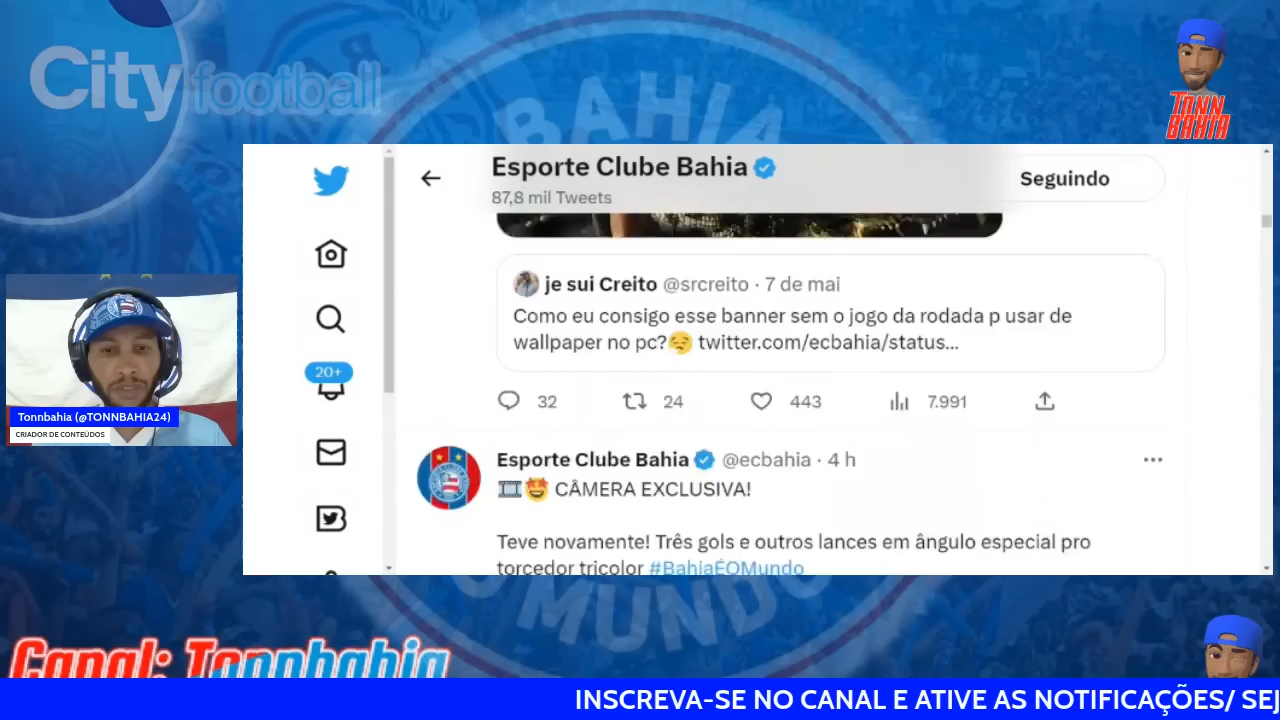 City football
TONN
BAHIA
BAHIA
Esporte Clube Bahia
87,8 mil Tweets
Seguindo
je sui Creito @srcreito · 7 de mai
Como eu consigo esse banner sem o jogo da rodada p usar de
wallpaper no pc?😪 twitter.com/ecbahia/status...
20+
32 24 443 7.991
Esporte Clube Bahia @ecbahia · 4 h
🎞️🤩 CÂMERA EXCLUSIVA!
Teve novamente! Três gols e outros lances em ângulo especial pro
torcedor tricolor #BahiaÉOMundo
Tonnbahia (@TONNBAHIA24)
CRIADOR DE CONTEÚDOS
MUNDO
Canal: Tonnbahia
INSCREVA-SE NO CANAL E ATIVE AS NOTIFICAÇÕES/ SEJ